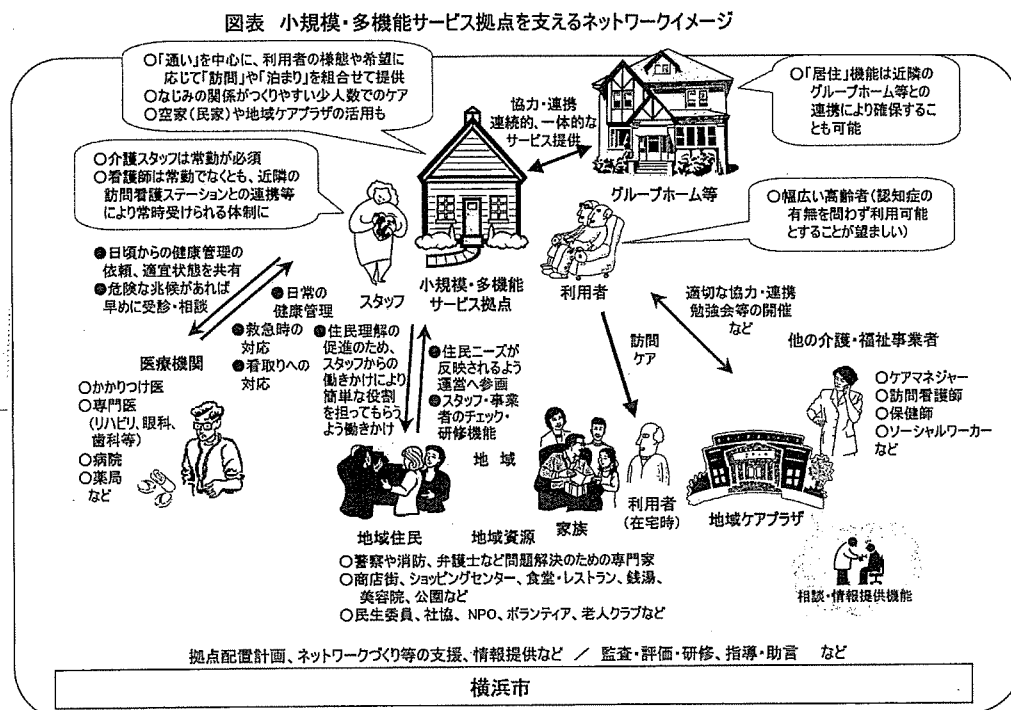 図表 小規模・多機能サービス拠点を支えるネットワークイメージ
○「通い」を中心に、利用者の様態や希望に
応じて「訪問」や「泊まり」を組合せて提供
○なじみの関係がつくりやすい少人数でのケア
○空家（民家）や地域ケアプラザの活用も
協力・連携
連続的、一体的な
サービス提供
○「居住」機能は近隣の
グループホーム等との
連携により確保するこ
とも可能
○介護スタッフは常勤が必須
○看護師は常勤でなくとも、近隣の
訪問看護ステーションとの連携等
により常時受けられる体制に
グループホーム等
○幅広い高齢者（認知症の
有無を問わず利用可能
とすることが望ましい）
●日頃からの健康管理の
依頼、適宜状態を共有
●危険な兆候があれば
早めに受診・相談
スタッフ
小規模・多機能
サービス拠点
利用者
●日常の
健康管理
●救急時の
対応
●看取りへの
対応
●住民理解の
促進のため、
スタッフからの
働きかけにより
簡単な役割
を担ってもらう
よう働きかけ
●住民ニーズが
反映されるよう
運営へ参画
●スタッフ・事業
者のチェック・
研修機能
訪問
ケア
適切な協力・連携
勉強会等の開催
など
他の介護・福祉事業者
○ケアマネジャー
○訪問看護師
○保健師
○ソーシャルワーカー
など
医療機関
○かかりつけ医
○専門医
（リハビリ、眼科、
歯科等）
○病院
○薬局
など
地 域
地域住民
地域資源
家族
利用者
（在宅時）
地域ケアプラザ
○警察や消防、弁護士など問題解決のための専門家
○商店街、ショッピングセンター、食堂・レストラン、銭湯、
美容院、公園など
○民生委員、社協、NPO、ボランティア、老人クラブなど
相談・情報提供機能
拠点配置計画、ネットワークづくり等の支援、情報提供など ／ 監査・評価・研修、指導・助言 など
横浜市